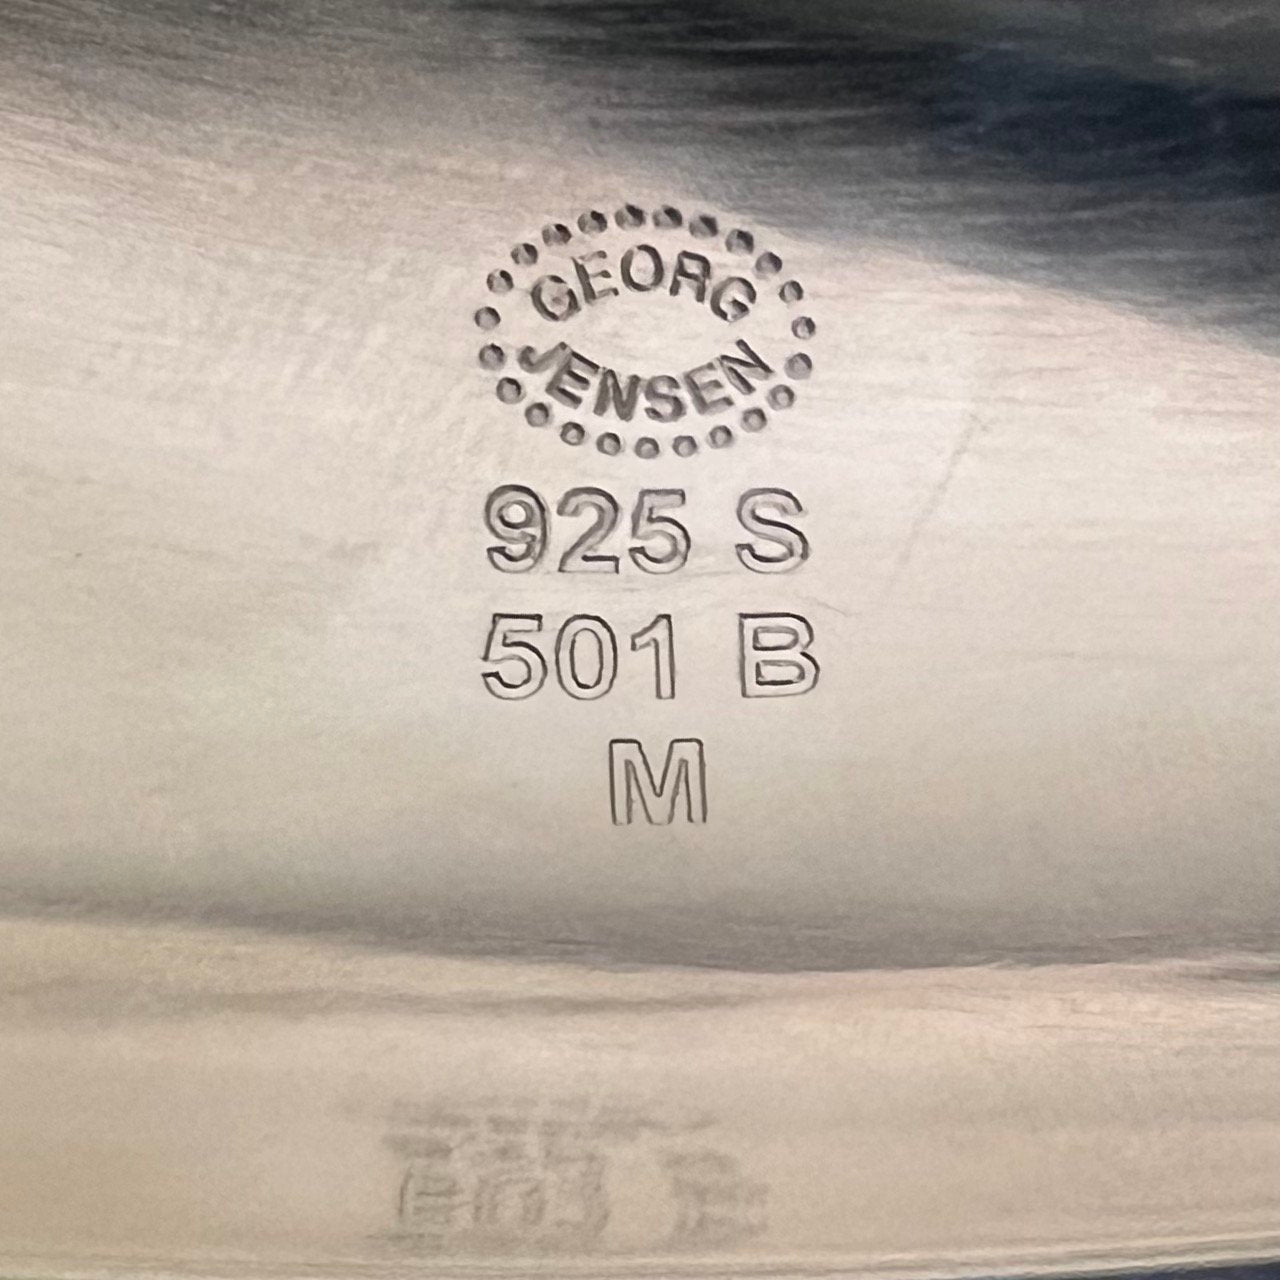 GEORG
JENSEN
925 S
501 B
M